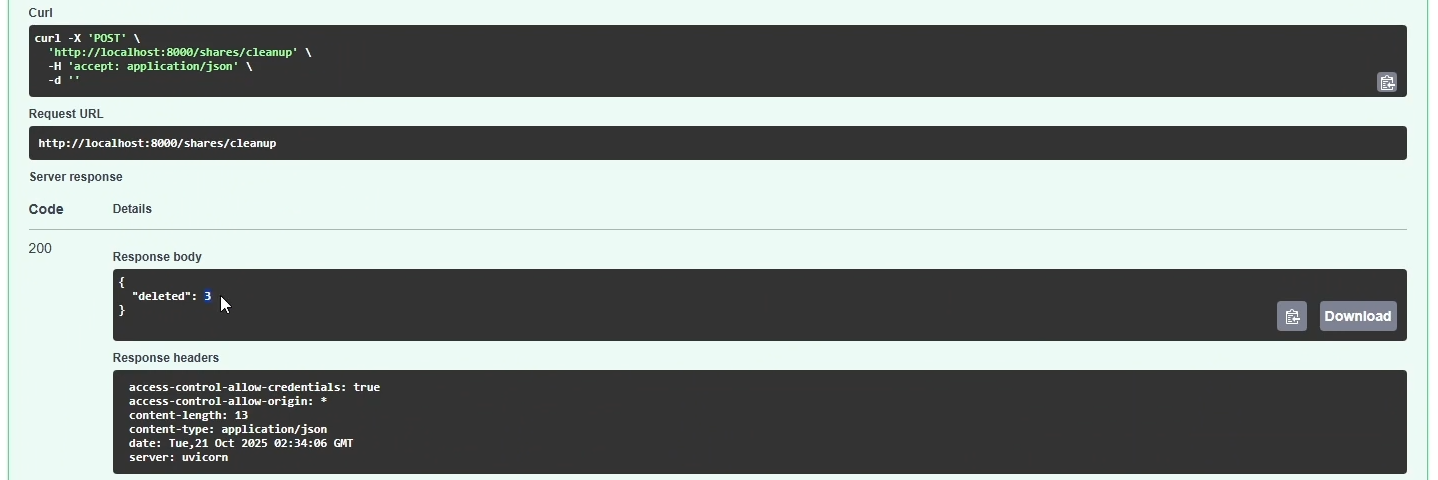 Curl
curl -X 'POST' \
  'http://localhost:8000/shares/cleanup' \
  -H 'accept: application/json' \
  -d ''
Request URL
http://localhost:8000/shares/cleanup
Server response
Code Details
200
Response body
{
  "deleted": 3
}
Download
Response headers
access-control-allow-credentials: true
access-control-allow-origin: *
content-length: 13
content-type: application/json
date: Tue,21 Oct 2025 02:34:06 GMT
server: uvicorn